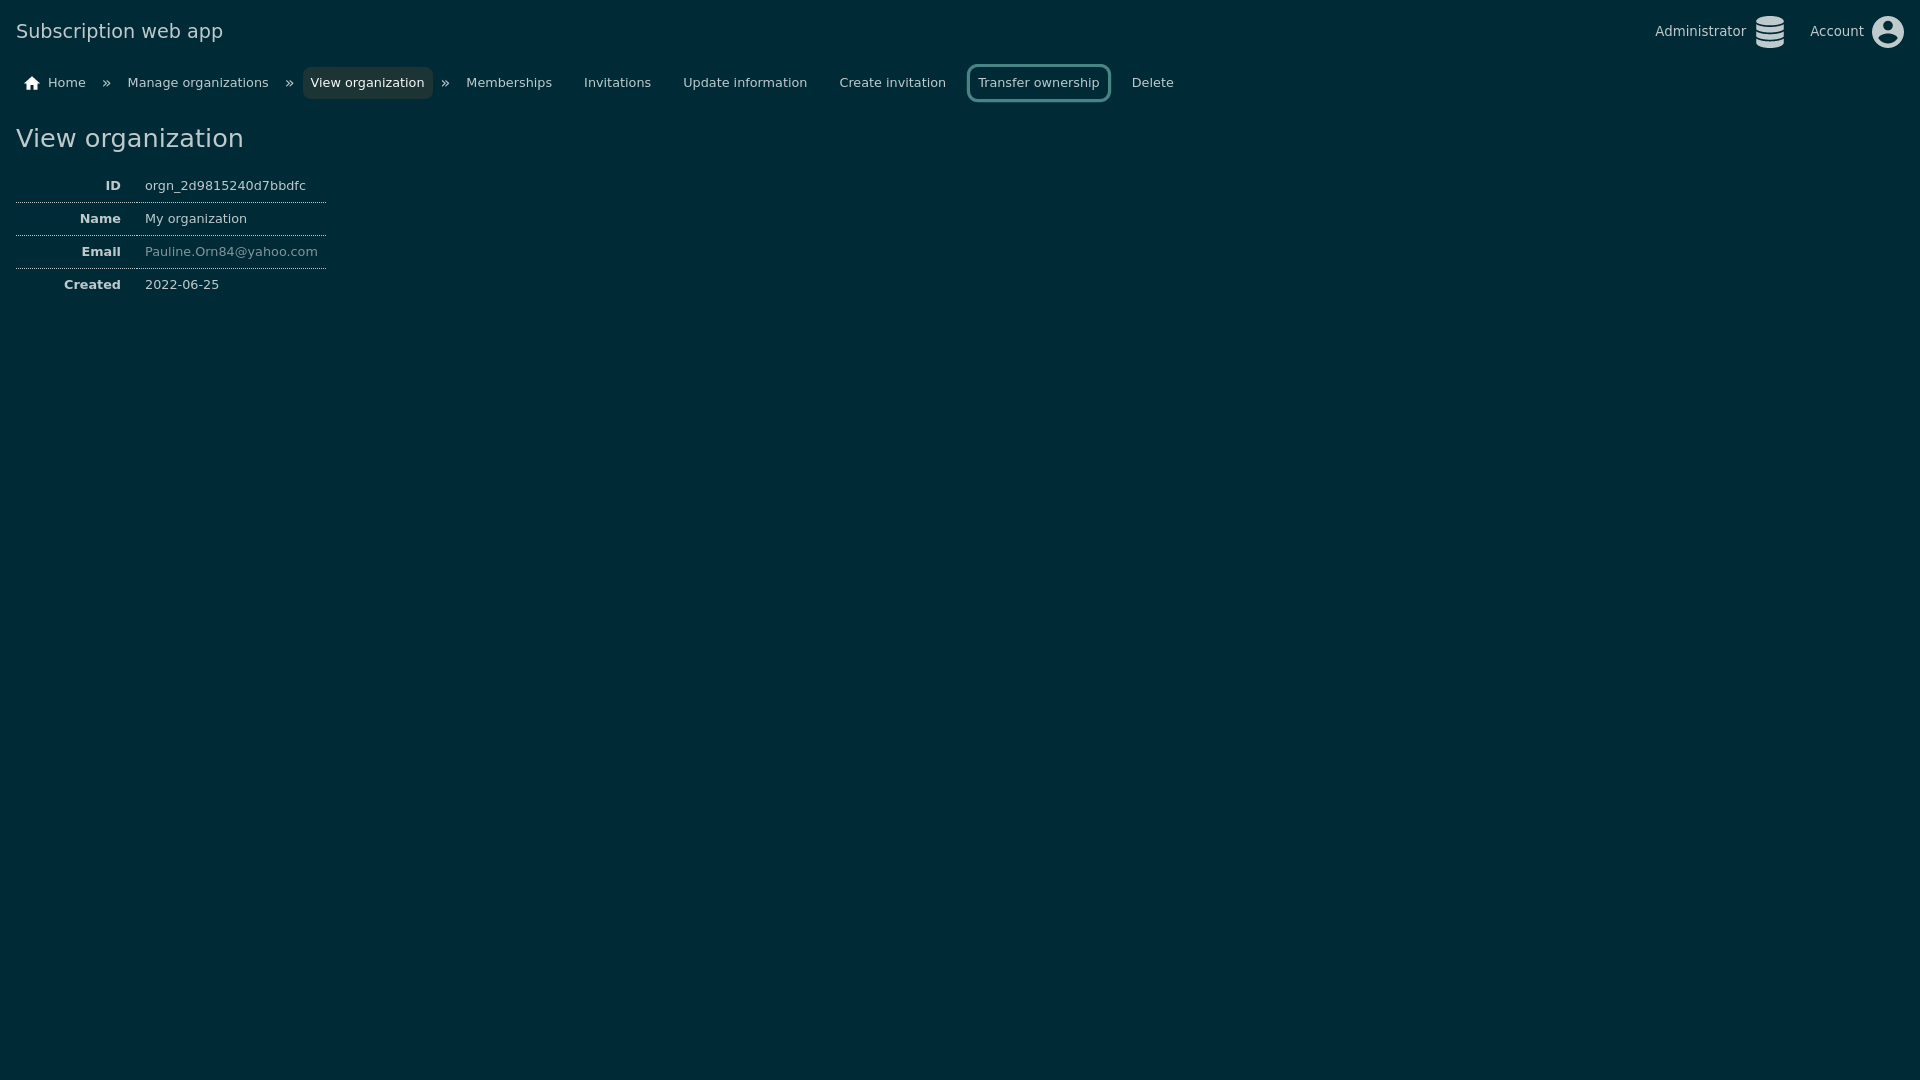 Subscription web app
Administrator
Account
Home » Manage organizations » View organization » Memberships Invitations Update information Create invitation Transfer ownership Delete
View organization
ID orgn_2d9815240d7bbdfc
Name My organization
Email Pauline.Orn84@yahoo.com
Created 2022-06-25